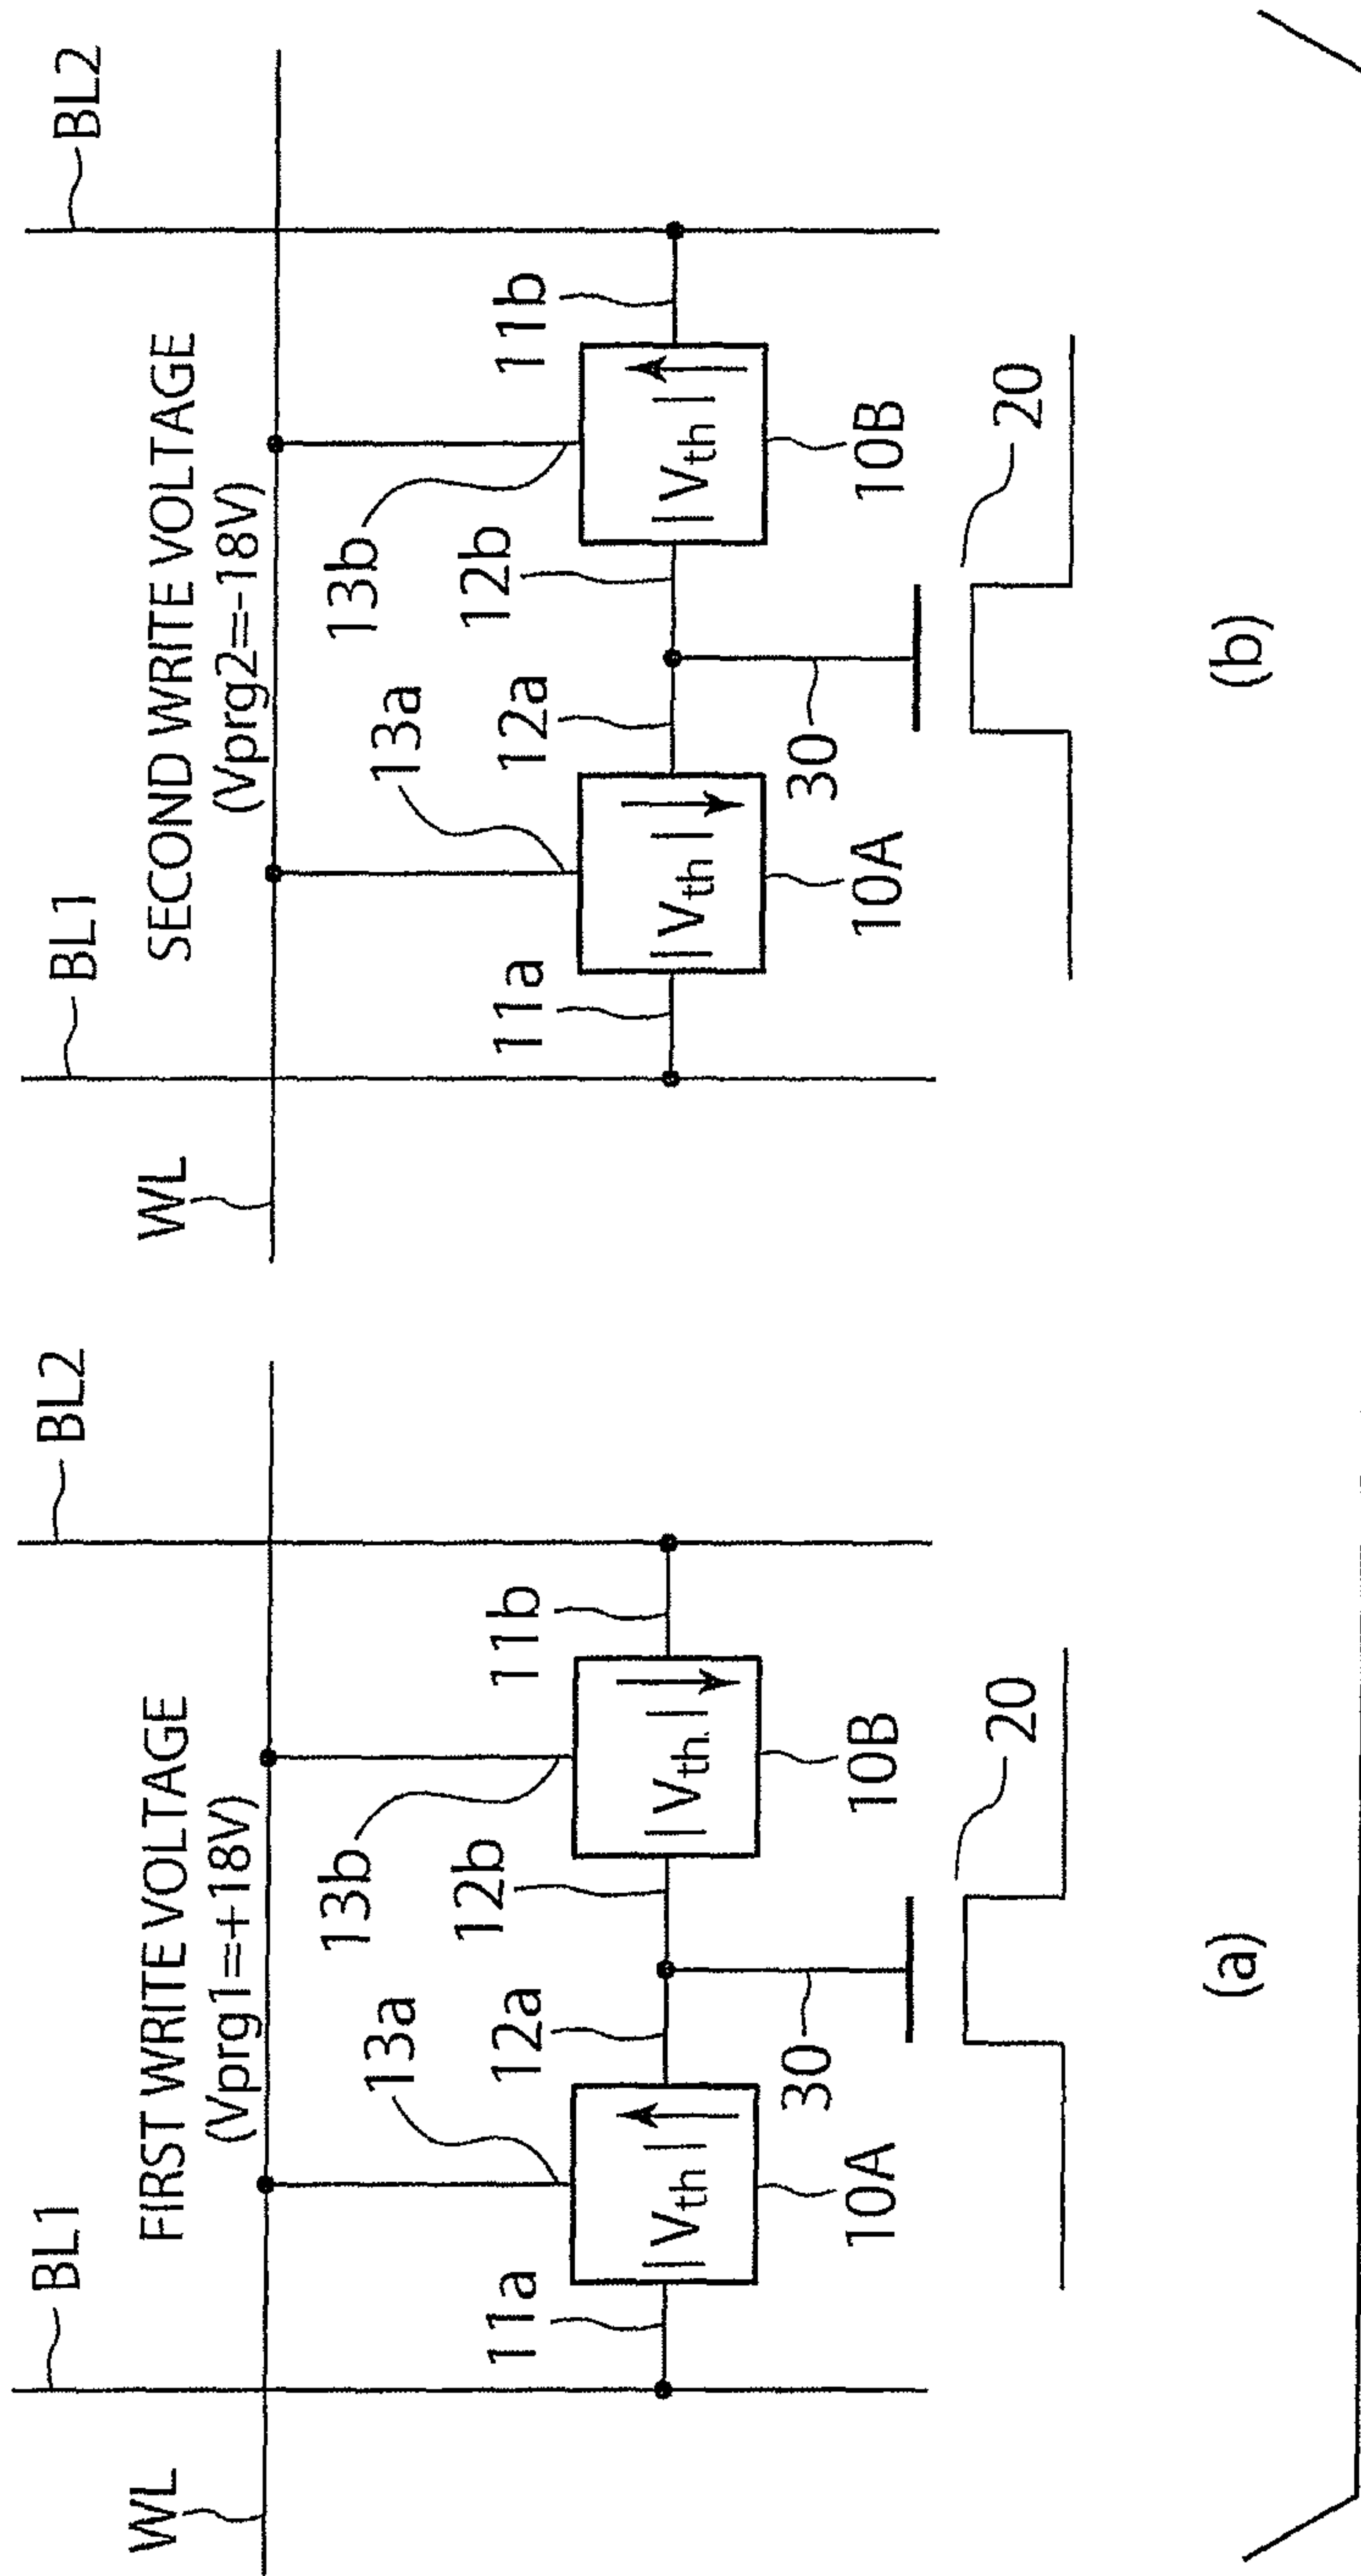 BL1
BL2
FIRST WRITE VOLTAGE
(Vprg1=+18V)
WL
13a
13b
11a
12a
12b
11b
|Vth|
|Vth|
10A
30
10B
20
(a)
BL1
BL2
SECOND WRITE VOLTAGE
(Vprg2=-18V)
WL
13a
13b
11a
12a
12b
11b
|Vth|
|Vth|
10A
30
10B
20
(b)